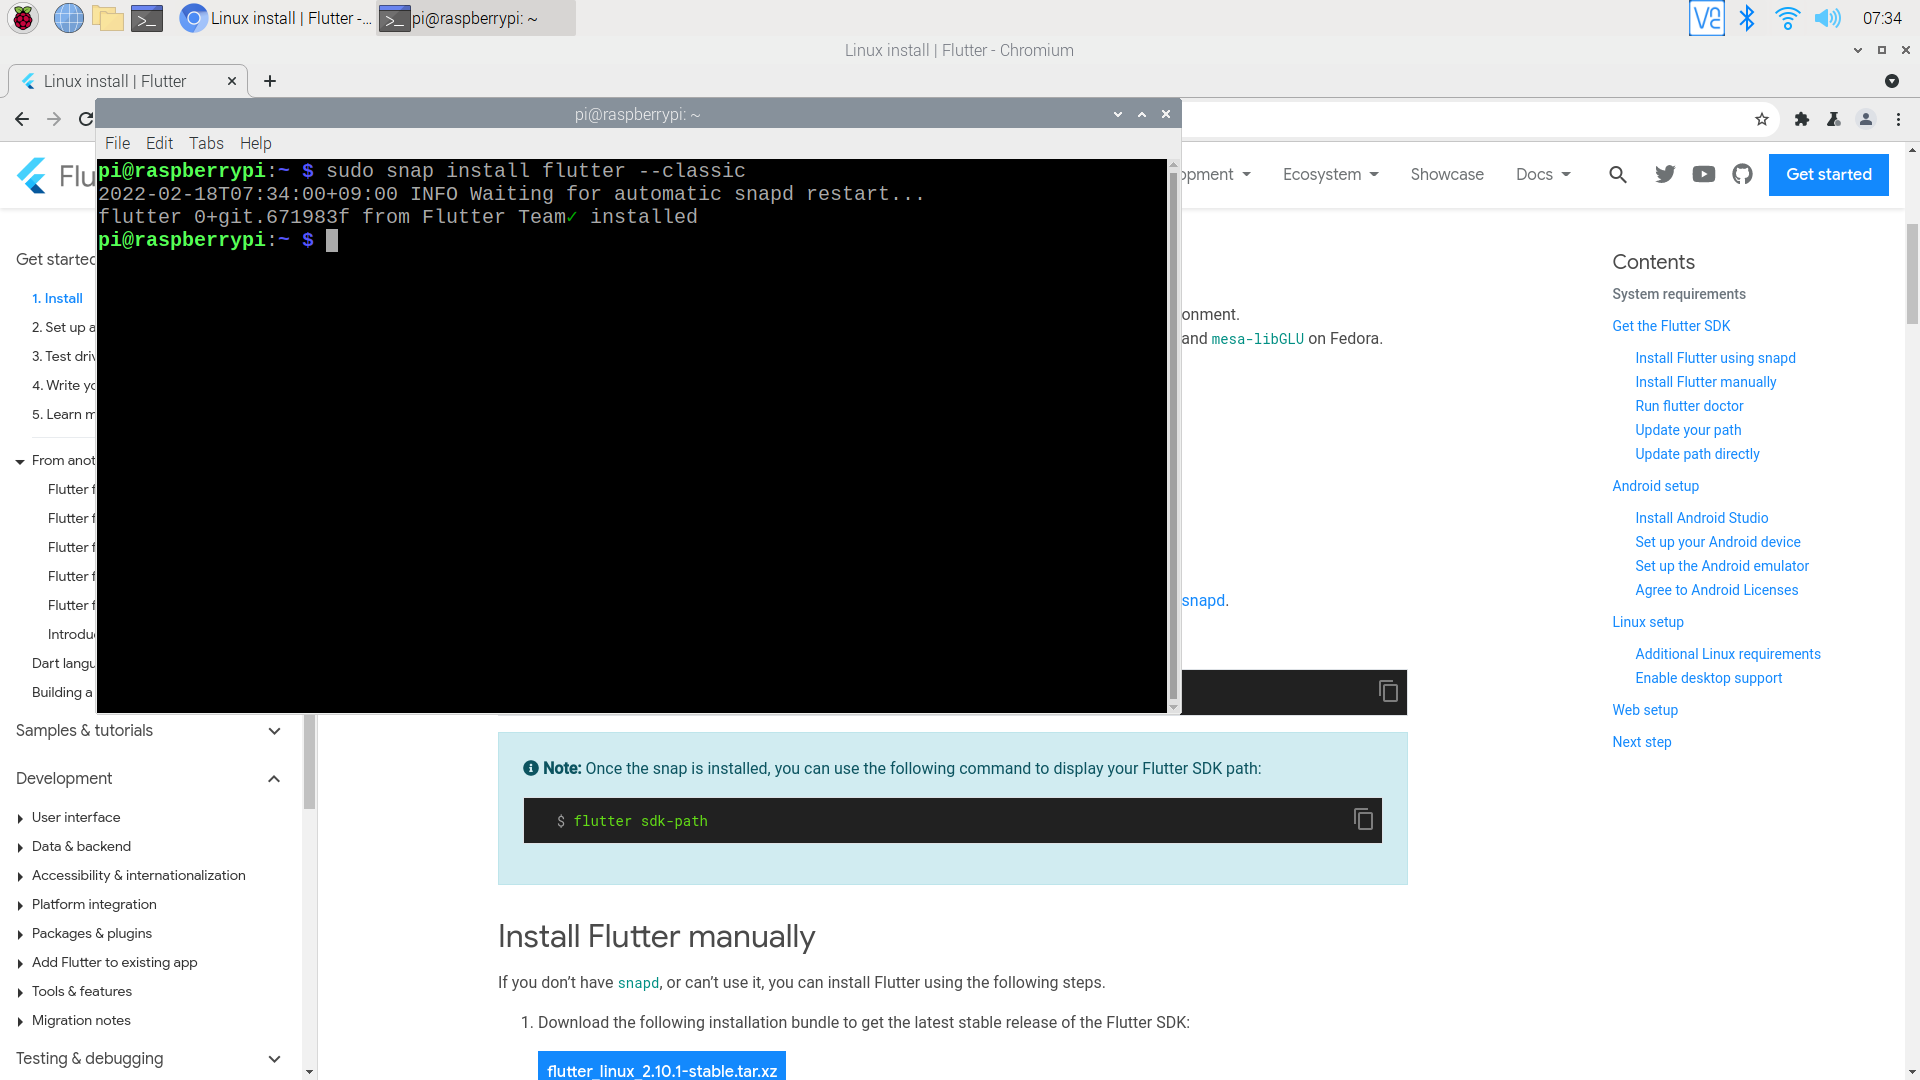 Linux install | Flutter -...
pi@raspberrypi: ~
07:34
Linux install | Flutter - Chromium
Linux install | Flutter
pi@raspberrypi: ~
File Edit Tabs Help
pi@raspberrypi:~ $ sudo snap install flutter --classic
2022-02-18T07:34:00+09:00 INFO Waiting for automatic snapd restart...
flutter 0+git.671983f from Flutter Team✓ installed
pi@raspberrypi:~ $
Flu
opment Ecosystem Showcase Docs Get started
Get started
1. Install
2. Set up a
3. Test driv
4. Write yo
5. Learn m
From anot
Flutter f
Flutter f
Flutter f
Flutter f
Flutter f
Introdu
Dart langu
Building a
Samples & tutorials
Development
User interface
Data & backend
Accessibility & internationalization
Platform integration
Packages & plugins
Add Flutter to existing app
Tools & features
Migration notes
Testing & debugging
onment.
and mesa-libGLU on Fedora.
snapd.
Note: Once the snap is installed, you can use the following command to display your Flutter SDK path:
$ flutter sdk-path
Install Flutter manually
If you don’t have snapd, or can’t use it, you can install Flutter using the following steps.
1. Download the following installation bundle to get the latest stable release of the Flutter SDK:
flutter_linux_2.10.1-stable.tar.xz
Contents
System requirements
Get the Flutter SDK
Install Flutter using snapd
Install Flutter manually
Run flutter doctor
Update your path
Update path directly
Android setup
Install Android Studio
Set up your Android device
Set up the Android emulator
Agree to Android Licenses
Linux setup
Additional Linux requirements
Enable desktop support
Web setup
Next step